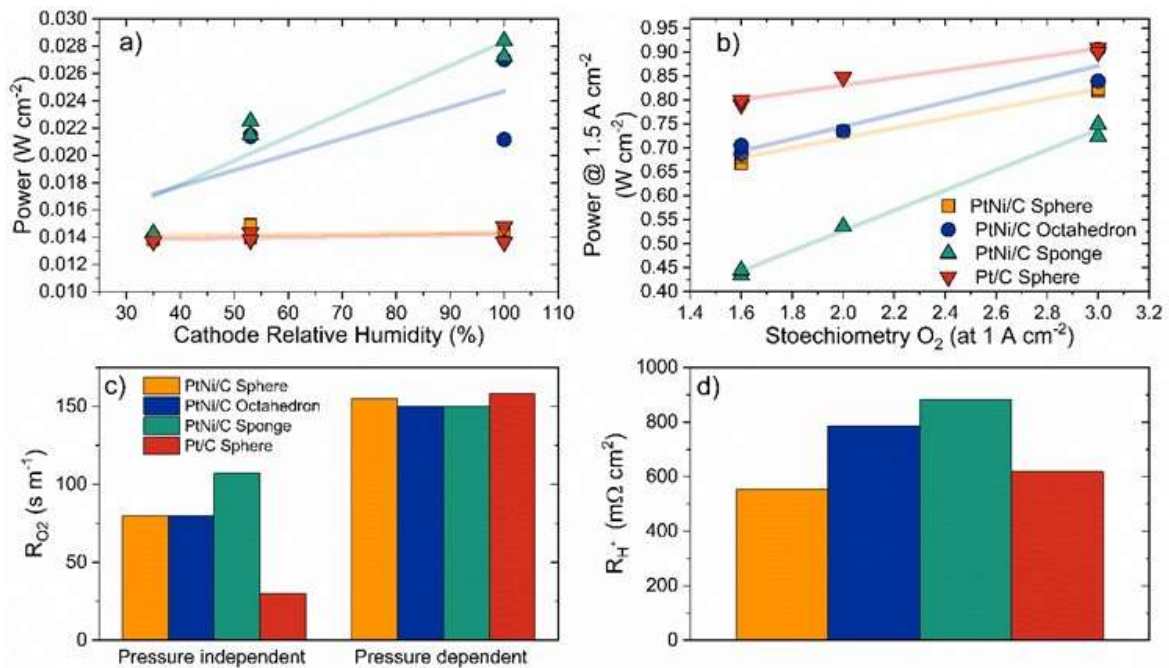 a)
0.030
0.028
0.026
0.024
0.022
0.020
0.018
0.016
0.014
0.012
0.010
Power (W cm⁻²)
30 40 50 60 70 80 90 100
Cathode Relative Humidity (%)
b)
0.95
0.90
0.85
0.80
0.75
0.70
0.65
0.60
0.55
0.50
0.45
0.40
Power @ 1.5 A cm⁻²
(W cm⁻²)
PtNi/C Sphere
PtNi/C Octahedron
PtNi/C Sponge
Pt/C Sphere
1.4 1.6 1.8 2.0 2.2 2.4 2.6 2.8 3.0 3.2
Stoechiometry O₂ (at 1 A cm⁻²)
c)
PtNi/C Sphere
PtNi/C Octahedron
PtNi/C Sponge
Pt/C Sphere
150
100
50
0
R_O2 (s m⁻¹)
Pressure independent
Pressure dependent
d)
1000
800
600
400
200
0
R_H⁺ (mΩ cm²)